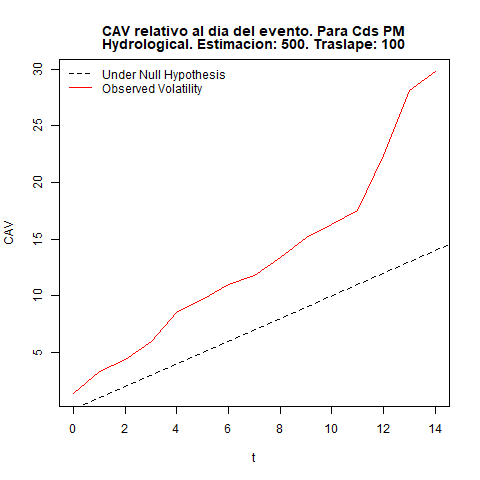 CAV relativo al dia del evento. Para Cds PM
Hydrological. Estimacion: 500. Traslape: 100
Under Null Hypothesis
Observed Volatility
30
25
20
15
10
5
CAV
0 2 4 6 8 10 12 14
t